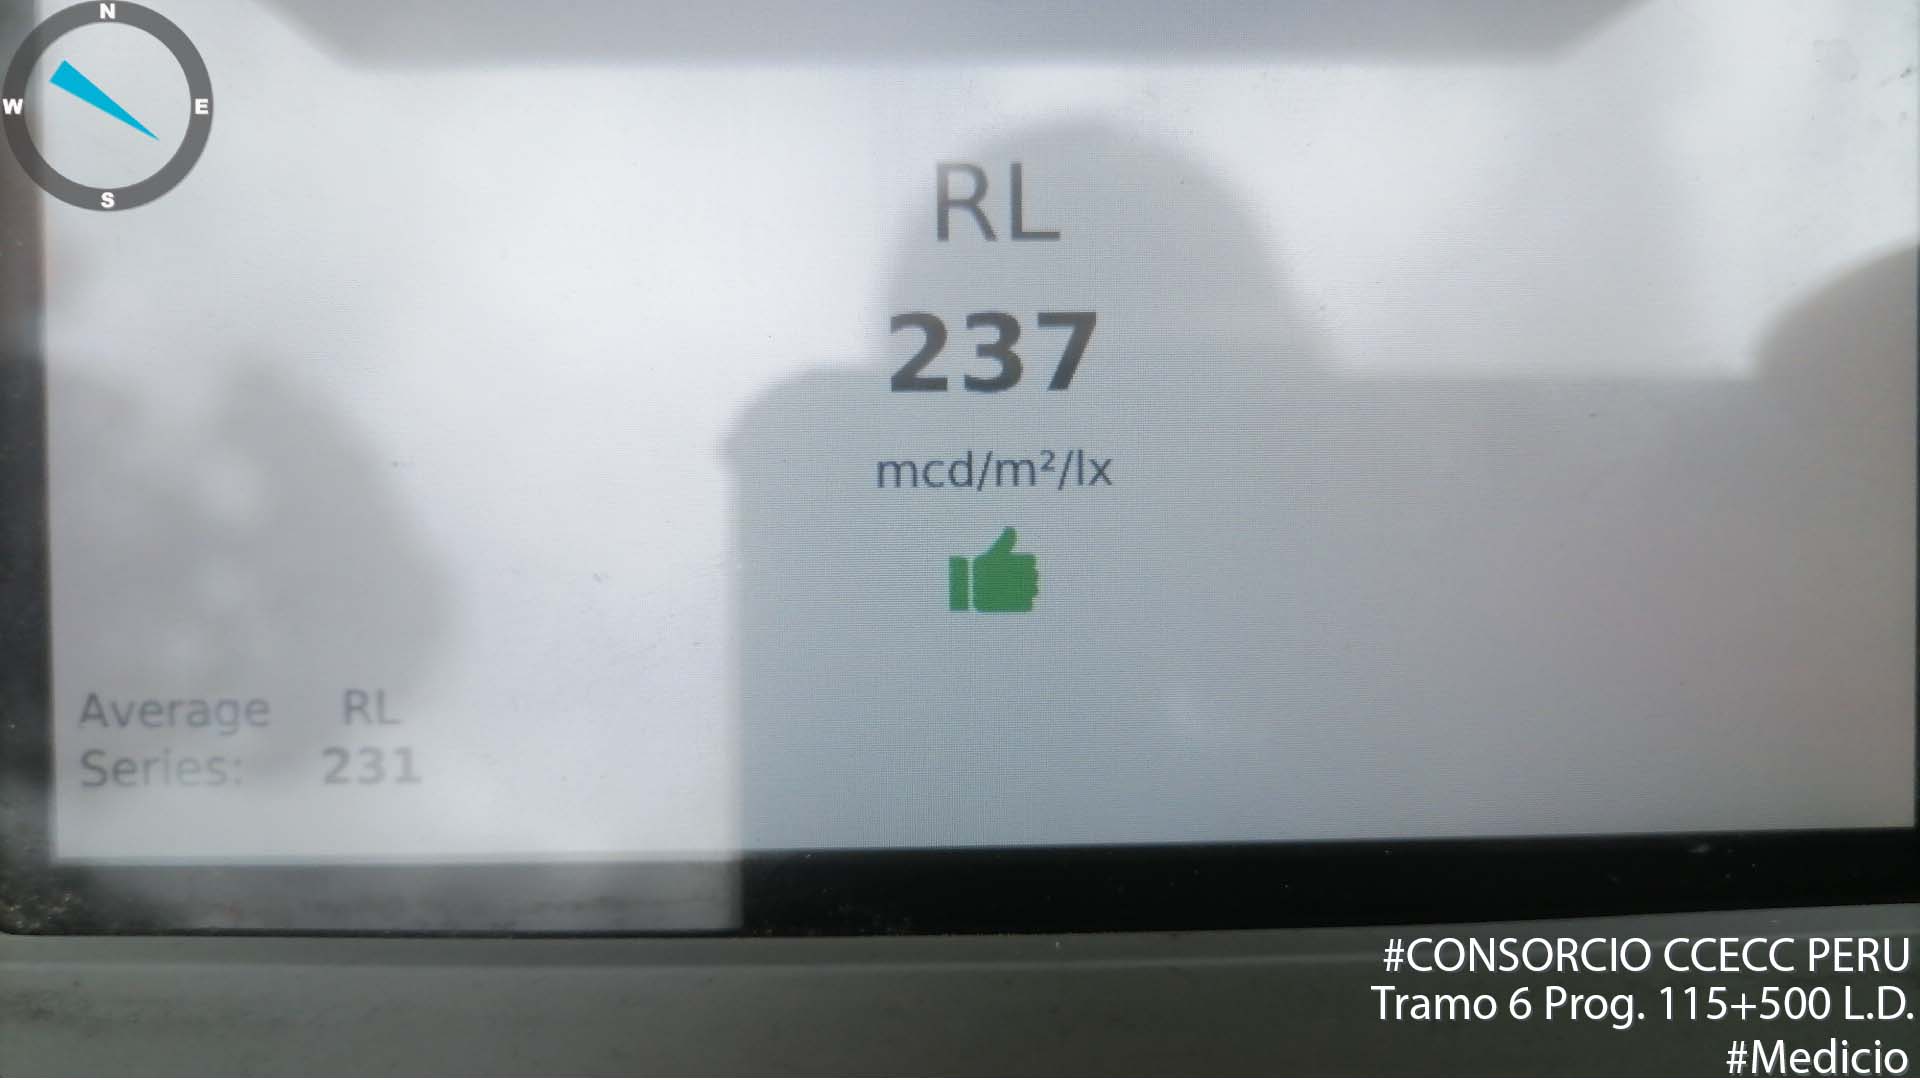 N
W E
S
RL
237
mcd/m²/lx
Average RL
Series: 231
#CONSORCIO CCECC PERU
Tramo 6 Prog. 115+500 L.D.
#Medicio